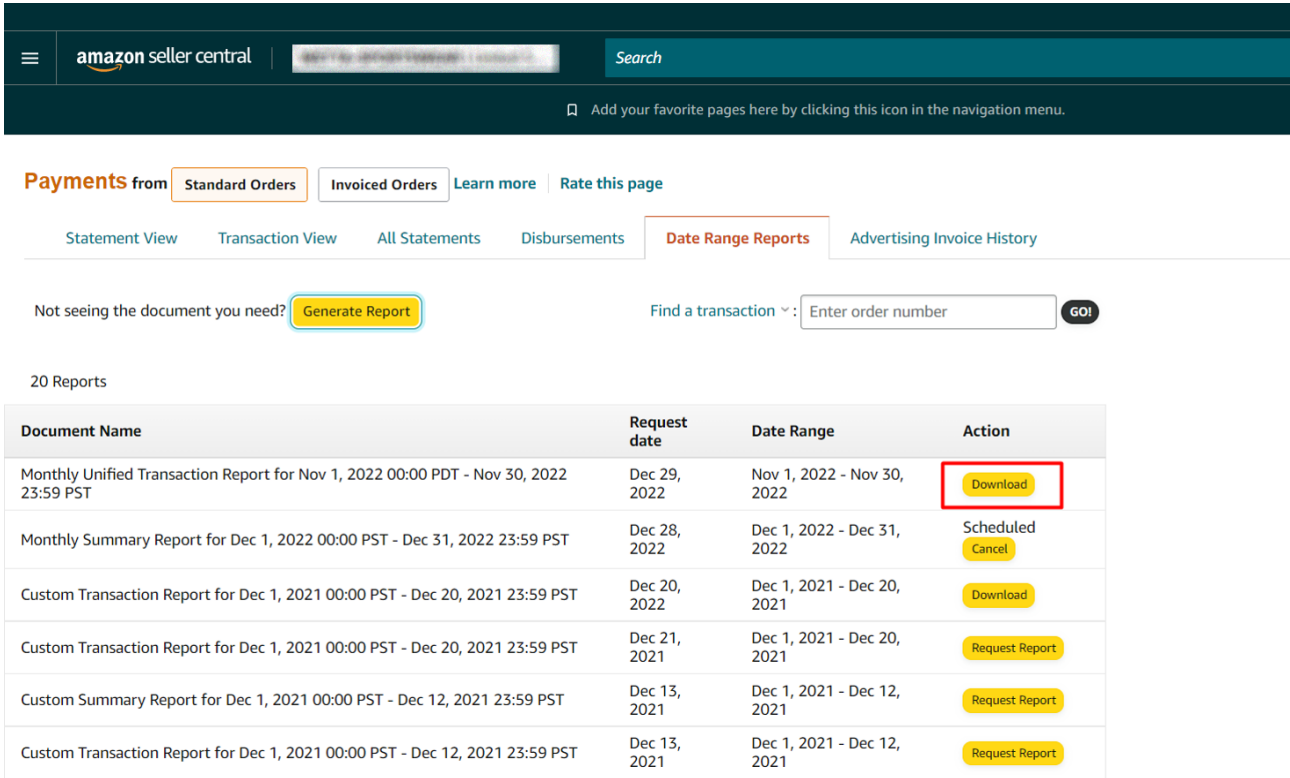 amazon seller central
Search
Add your favorite pages here by clicking this icon in the navigation menu.
Payments from Standard Orders Invoiced Orders Learn more Rate this page
Statement View Transaction View All Statements Disbursements Date Range Reports Advertising Invoice History
Not seeing the document you need? Generate Report Find a transaction : Enter order number GO!
20 Reports
Document Name Request date Date Range Action
Monthly Unified Transaction Report for Nov 1, 2022 00:00 PDT - Nov 30, 2022 23:59 PST Dec 29, 2022 Nov 1, 2022 - Nov 30, 2022 Download
Monthly Summary Report for Dec 1, 2022 00:00 PST - Dec 31, 2022 23:59 PST Dec 28, 2022 Dec 1, 2022 - Dec 31, 2022 Scheduled Cancel
Custom Transaction Report for Dec 1, 2021 00:00 PST - Dec 20, 2021 23:59 PST Dec 20, 2022 Dec 1, 2021 - Dec 20, 2021 Download
Custom Transaction Report for Dec 1, 2021 00:00 PST - Dec 20, 2021 23:59 PST Dec 21, 2021 Dec 1, 2021 - Dec 20, 2021 Request Report
Custom Summary Report for Dec 1, 2021 00:00 PST - Dec 12, 2021 23:59 PST Dec 13, 2021 Dec 1, 2021 - Dec 12, 2021 Request Report
Custom Transaction Report for Dec 1, 2021 00:00 PST - Dec 12, 2021 23:59 PST Dec 13, 2021 Dec 1, 2021 - Dec 12, 2021 Request Report